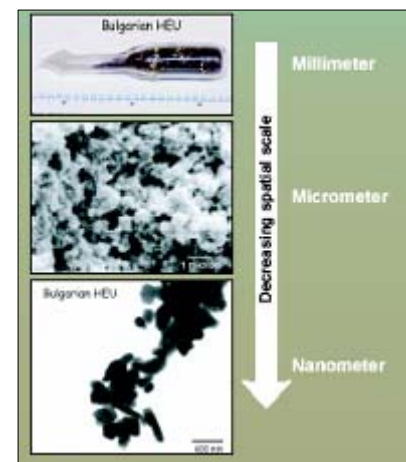 Bulgarian HEU
Millimeter
Micrometer
Decreasing spatial scale
Bulgarian HEU
Nanometer